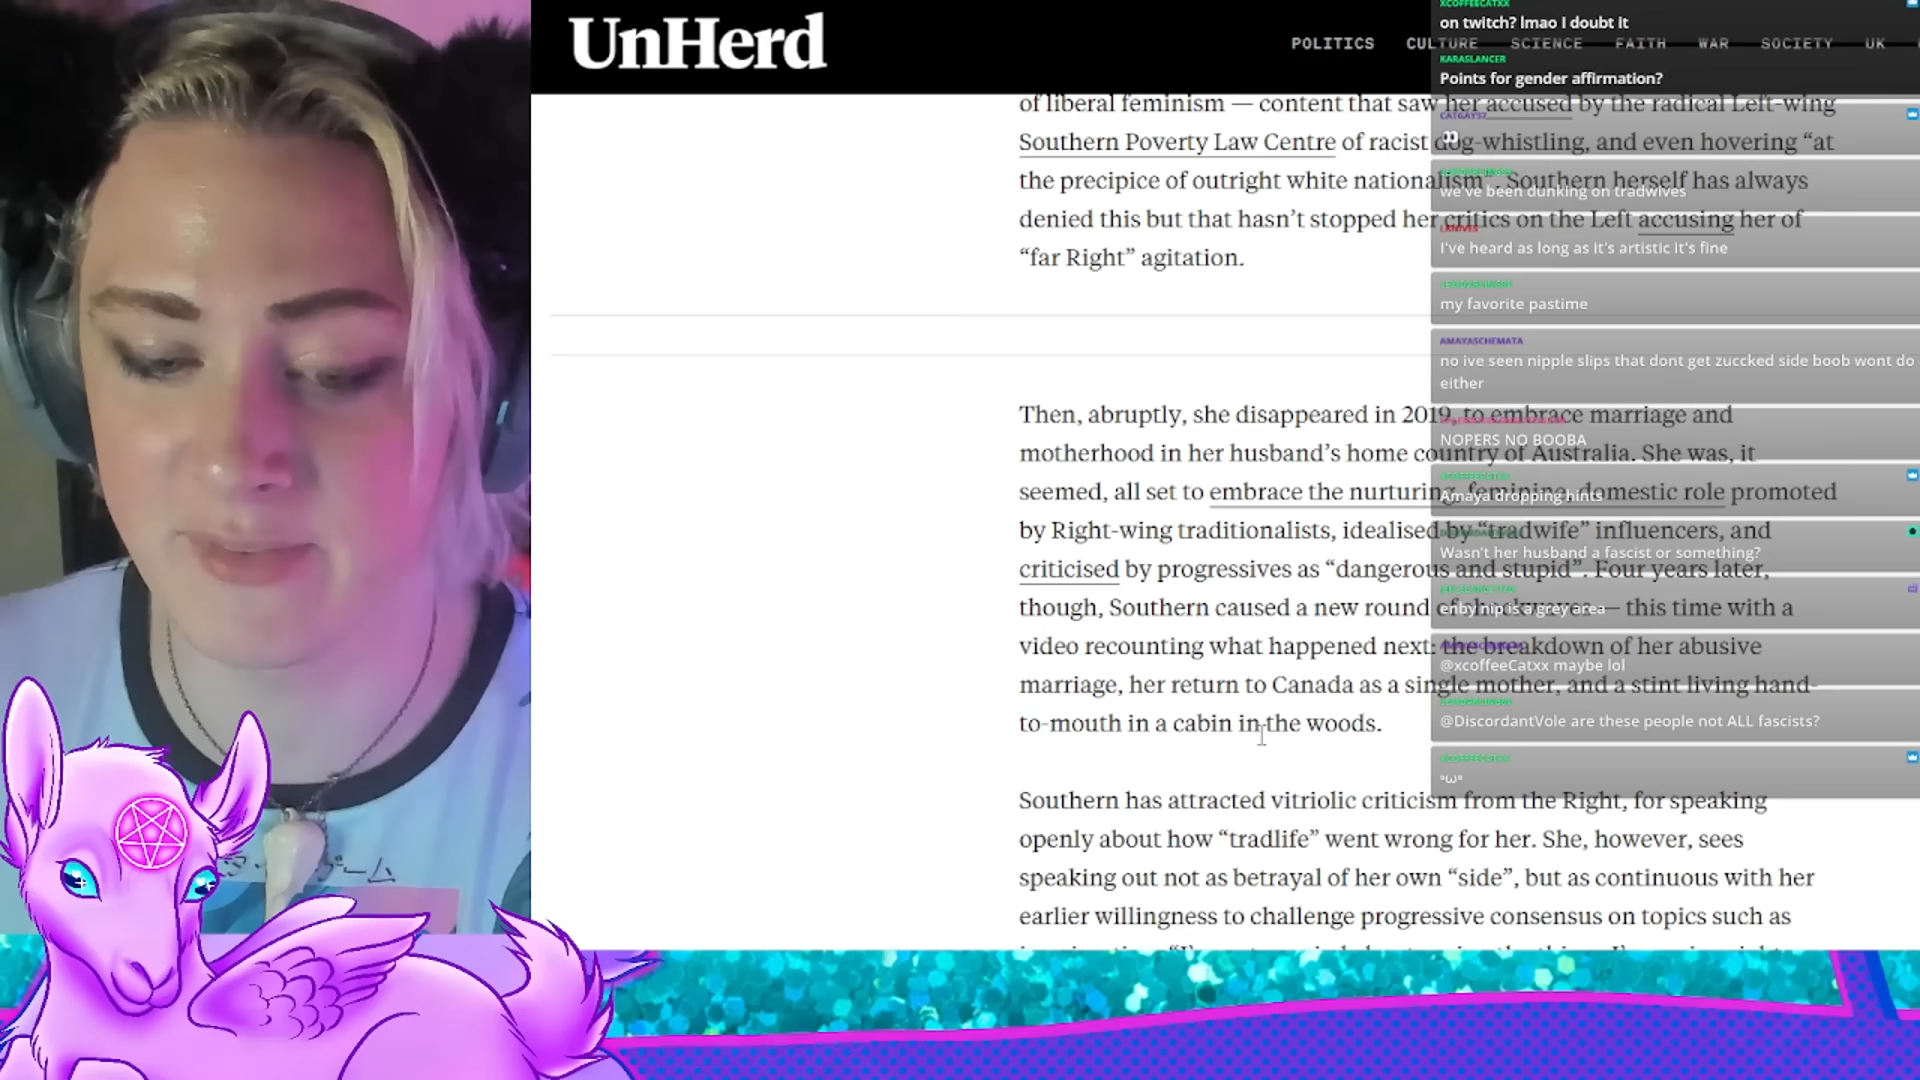 UnHerd
POLITICS CULTURE SCIENCE FAITH WAR SOCIETY UK
of liberal feminism — content that saw her accused by the radical Left-wing
Southern Poverty Law Centre of racist dog-whistling, and even hovering “at
the precipice of outright white nationalism”. Southern herself has always
denied this but that hasn’t stopped her critics on the Left accusing her of
“far Right” agitation.
Then, abruptly, she disappeared in 2019, to embrace marriage and
motherhood in her husband’s home country of Australia. She was, it
seemed, all set to embrace the nurturing, feminine, domestic role promoted
by Right-wing traditionalists, idealised by “tradwife” influencers, and
criticised by progressives as “dangerous and stupid”. Four years later,
though, Southern caused a new round of shockwaves — this time with a
video recounting what happened next: the breakdown of her abusive
marriage, her return to Canada as a single mother, and a stint living hand-
to-mouth in a cabin in the woods.
Southern has attracted vitriolic criticism from the Right, for speaking
openly about how “tradlife” went wrong for her. She, however, sees
speaking out not as betrayal of her own “side”, but as continuous with her
earlier willingness to challenge progressive consensus on topics such as
XCOFFEECATXX
on twitch? lmao I doubt it
KARASLANCER
Points for gender affirmation?
CATGAY57
we've been dunking on tradwives
I've heard as long as it's artistic it's fine
my favorite pastime
AMAYASCHEMATA
no ive seen nipple slips that dont get zuccked side boob wont do
either
NOPERS NO BOOBA
XCOFFEECATXX
Amaya dropping hints
Wasn't her husband a fascist or something?
enby nip is a grey area
AMAYASCHEMATA
@xcoffeeCatxx maybe lol
@DiscordantVole are these people not ALL fascists?
XCOFFEECATXX
°ω°